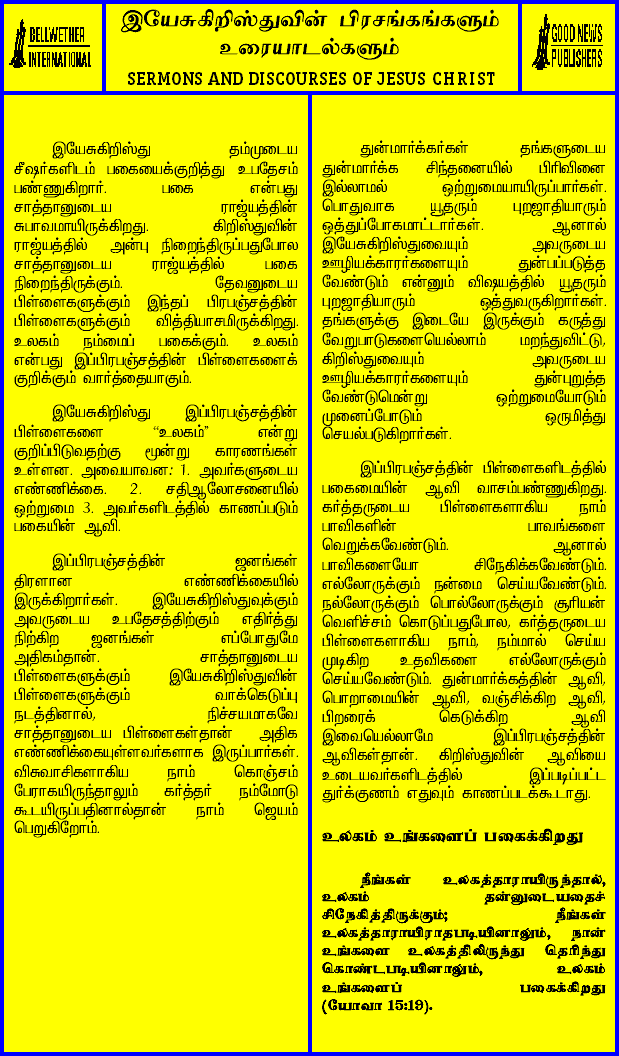 BELLWETHER
INTERNATIONAL
இயேசுகிறிஸ்துவின் பிரசங்கங்களும்
உரையாடல்களும்
SERMONS AND DISCOURSES OF JESUS CHRIST
GOOD NEWS
PUBLISHERS
இயேசுகிறிஸ்து தம்முடைய
சீஷர்களிடம் பகையைக்குறித்து உபதேசம்
பண்ணுகிறார். பகை என்பது
சாத்தானுடைய ராஜ்யத்தின்
சுபாவமாயிருக்கிறது. கிறிஸ்துவின்
ராஜ்யத்தில் அன்பு நிறைந்திருப்பதுபோல
சாத்தானுடைய ராஜ்யத்தில் பகை
நிறைந்திருக்கும். தேவனுடைய
பிள்ளைகளுக்கும் இந்தப் பிரபஞ்சத்தின்
பிள்ளைகளுக்கும் வித்தியாசமிருக்கிறது.
உலகம் நம்மைப் பகைக்கும். உலகம்
என்பது இப்பிரபஞ்சத்தின் பிள்ளைகளைக்
குறிக்கும் வார்த்தையாகும்.
இயேசுகிறிஸ்து இப்பிரபஞ்சத்தின்
பிள்ளைகளை “உலகம்” என்று
குறிப்பிடுவதற்கு மூன்று காரணங்கள்
உள்ளன. அவையாவன: 1. அவர்களுடைய
எண்ணிக்கை. 2. சதிஆலோசனையில்
ஒற்றுமை 3. அவர்களிடத்தில் காணப்படும்
பகையின் ஆவி.
இப்பிரபஞ்சத்தின் ஜனங்கள்
திரளான எண்ணிக்கையில்
இருக்கிறார்கள். இயேசுகிறிஸ்துவுக்கும்
அவருடைய உபதேசத்திற்கும் எதிர்த்து
நிற்கிற ஜனங்கள் எப்போதுமே
அதிகம்தான். சாத்தானுடைய
பிள்ளைகளுக்கும் இயேசுகிறிஸ்துவின்
பிள்ளைகளுக்கும் வாக்கெடுப்பு
நடத்தினால், நிச்சயமாகவே
சாத்தானுடைய பிள்ளைகள்தான் அதிக
எண்ணிக்கையுள்ளவர்களாக இருப்பார்கள்.
விசுவாசிகளாகிய நாம் கொஞ்சம்
பேராகயிருந்தாலும் கர்த்தர் நம்மோடு
கூடயிருப்பதினால்தான் நாம் ஜெயம்
பெறுகிறோம்.
துன்மார்க்கர்கள் தங்களுடைய
துன்மார்க்க சிந்தனையில் பிரிவினை
இல்லாமல் ஒற்றுமையாயிருப்பார்கள்.
பொதுவாக யூதரும் புறஜாதியாரும்
ஒத்துப்போகமாட்டார்கள். ஆனால்
இயேசுகிறிஸ்துவையும் அவருடைய
ஊழியக்காரர்களையும் துன்பப்படுத்த
வேண்டும் என்னும் விஷயத்தில் யூதரும்
புறஜாதியாரும் ஒத்துவருகிறார்கள்.
தங்களுக்கு இடையே இருக்கும் கருத்து
வேறுபாடுகளையெல்லாம் மறந்துவிட்டு,
கிறிஸ்துவையும் அவருடைய
ஊழியக்காரர்களையும் துன்புறுத்த
வேண்டுமென்று ஒற்றுமையோடும்
முனைப்போடும் ஒருமித்து
செயல்படுகிறார்கள்.
இப்பிரபஞ்சத்தின் பிள்ளைகளிடத்தில்
பகைமையின் ஆவி வாசம்பண்ணுகிறது.
கர்த்தருடைய பிள்ளைகளாகிய நாம்
பாவிகளின் பாவங்களை
வெறுக்கவேண்டும். ஆனால்
பாவிகளையோ சிநேகிக்கவேண்டும்.
எல்லோருக்கும் நன்மை செய்யவேண்டும்.
நல்லோருக்கும் பொல்லோருக்கும் சூரியன்
வெளிச்சம் கொடுப்பதுபோல, கர்த்தருடைய
பிள்ளைகளாகிய நாம், நம்மால் செய்ய
முடிகிற உதவிகளை எல்லோருக்கும்
செய்யவேண்டும். துன்மார்க்கத்தின் ஆவி,
பொறாமையின் ஆவி, வஞ்சிக்கிற ஆவி,
பிறரைக் கெடுக்கிற ஆவி
இவையெல்லாமே இப்பிரபஞ்சத்தின்
ஆவிகள்தான். கிறிஸ்துவின் ஆவியை
உடையவர்களிடத்தில் இப்படிப்பட்ட
துர்க்குணம் எதுவும் காணப்படக்கூடாது.
உலகம் உங்களைப் பகைக்கிறது
நீங்கள் உலகத்தாராயிருந்தால்,
உலகம் தன்னுடையதைச்
சிநேகித்திருக்கும்; நீங்கள்
உலகத்தாராயிராதபடியினாலும், நான்
உங்களை உலகத்திலிருந்து தெரிந்து
கொண்டபடியினாலும், உலகம்
உங்களைப் பகைக்கிறது
(யோவா 15:19).